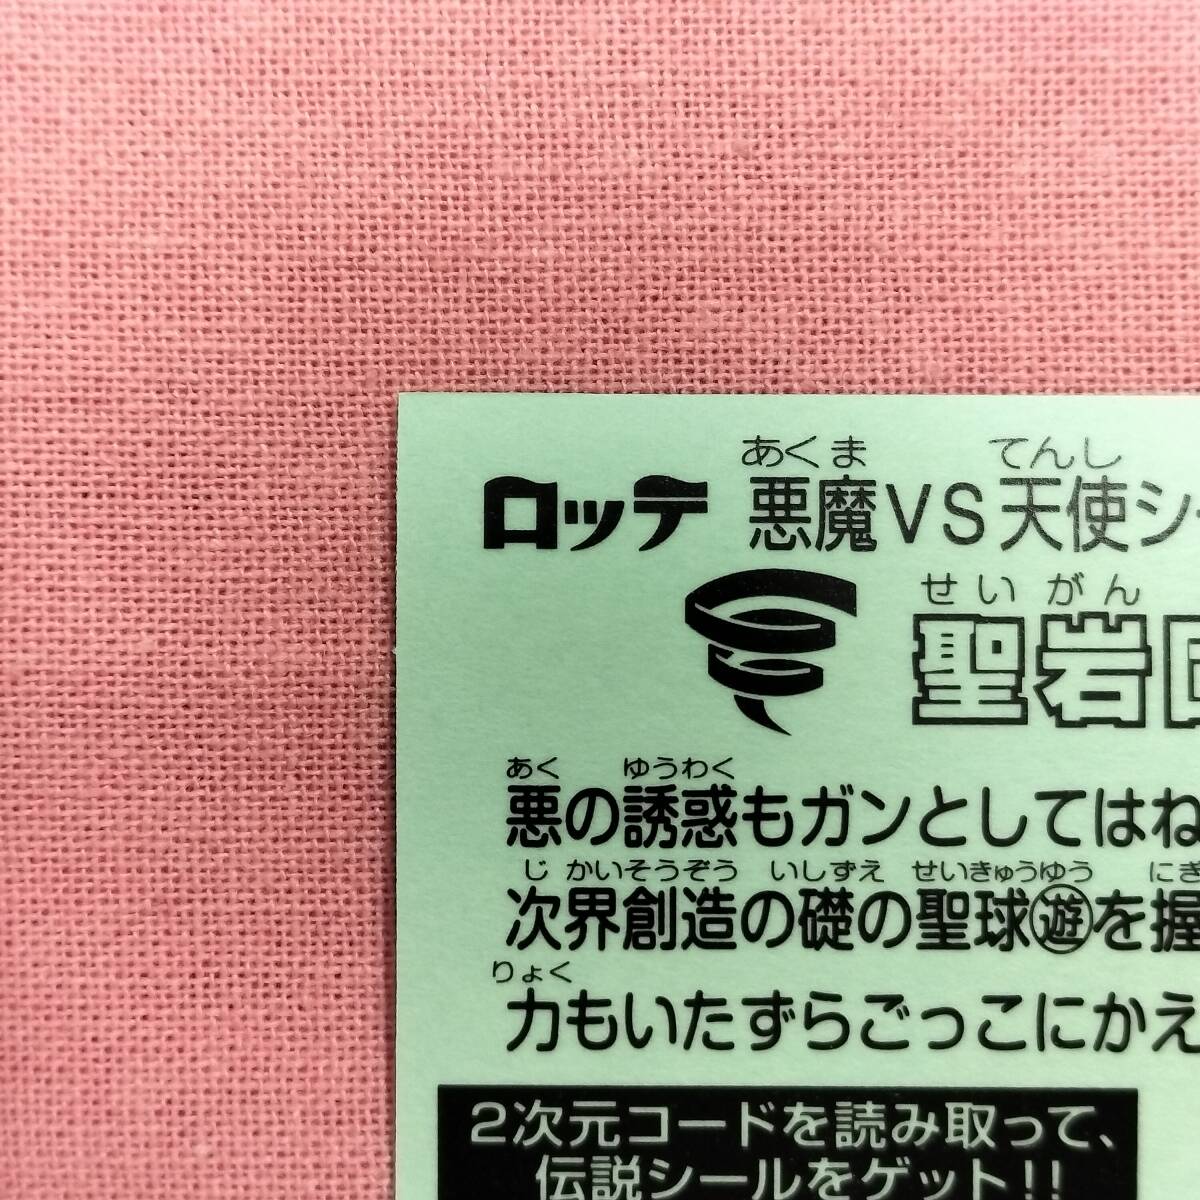 ロッテ 悪魔VS天使シ
あくま てんし
せいがん
聖岩
あく ゆうわく
悪の誘惑もガンとしてはね
じかいそうぞう いしずえ せいきゅうゆう にぎ
次界創造の礎の聖球遊を握
りょく
力もいたずらごっこにかえ
2次元コードを読み取って、
伝説シールをゲット!!